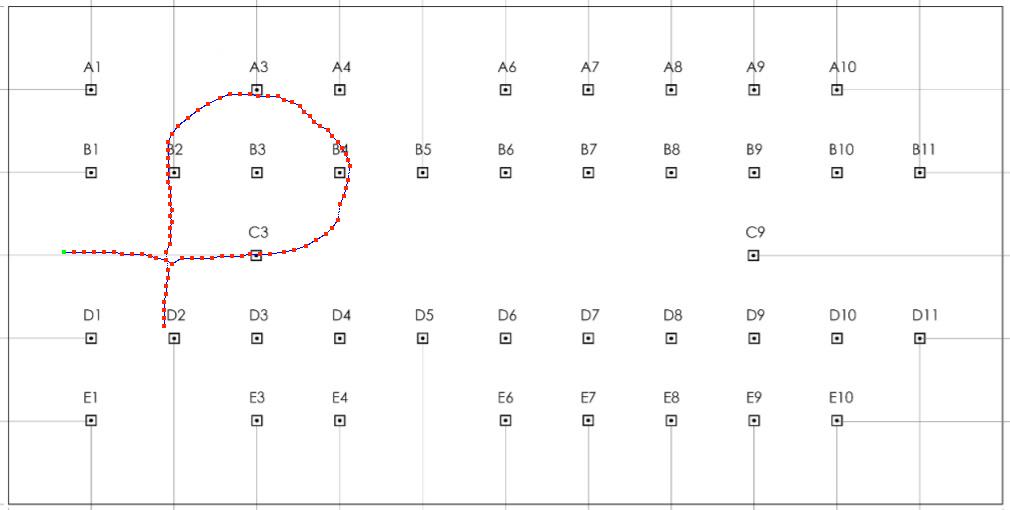 A1 A3 A4 A6 A7 A8 A9 A10
B1 B2 B3 B4 B5 B6 B7 B8 B9 B10 B11
C3 C9
D1 D2 D3 D4 D5 D6 D7 D8 D9 D10 D11
E1 E3 E4 E6 E7 E8 E9 E10